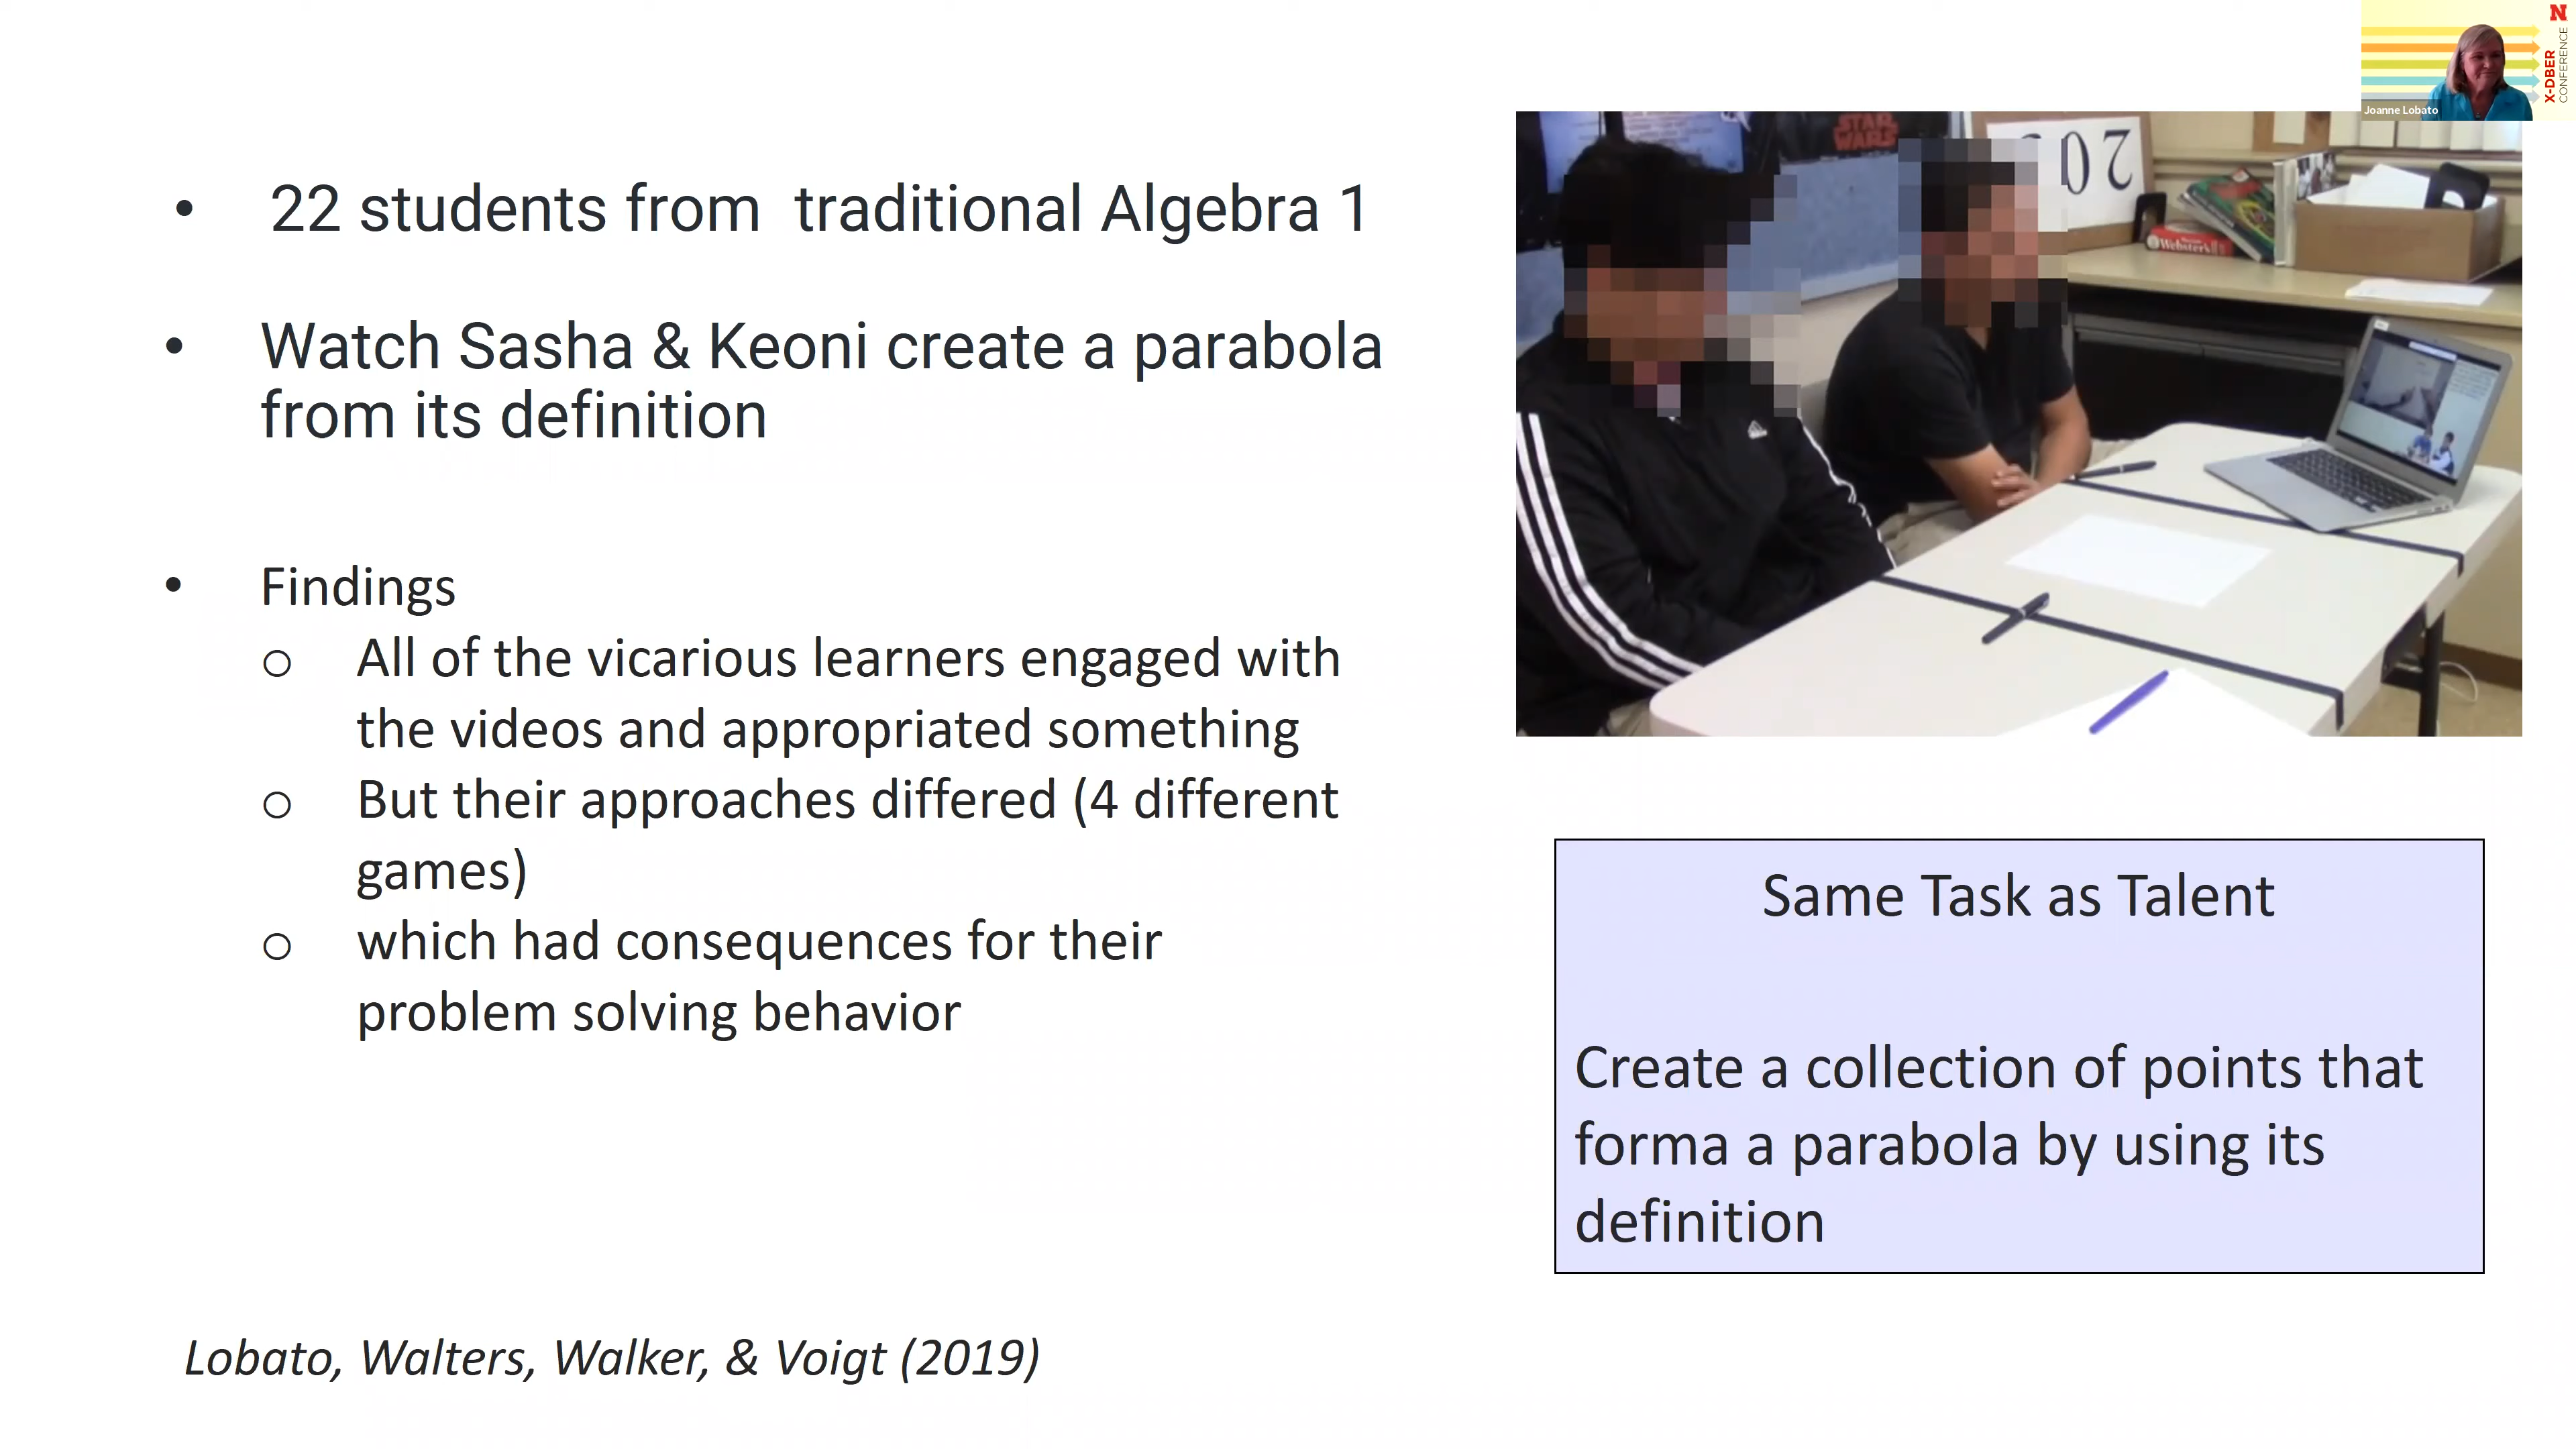 22 students from  traditional Algebra 1
Watch Sasha & Keoni create a parabola
from its definition
Findings
All of the vicarious learners engaged with
the videos and appropriated something
But their approaches differed (4 different
games)
which had consequences for their
problem solving behavior
Lobato, Walters, Walker, & Voigt (2019)
STAR
WARS
Webster's
Same Task as Talent
Create a collection of points that
forma a parabola by using its
definition
N
X-DBER
CONFERENCE
Joanne Lobato